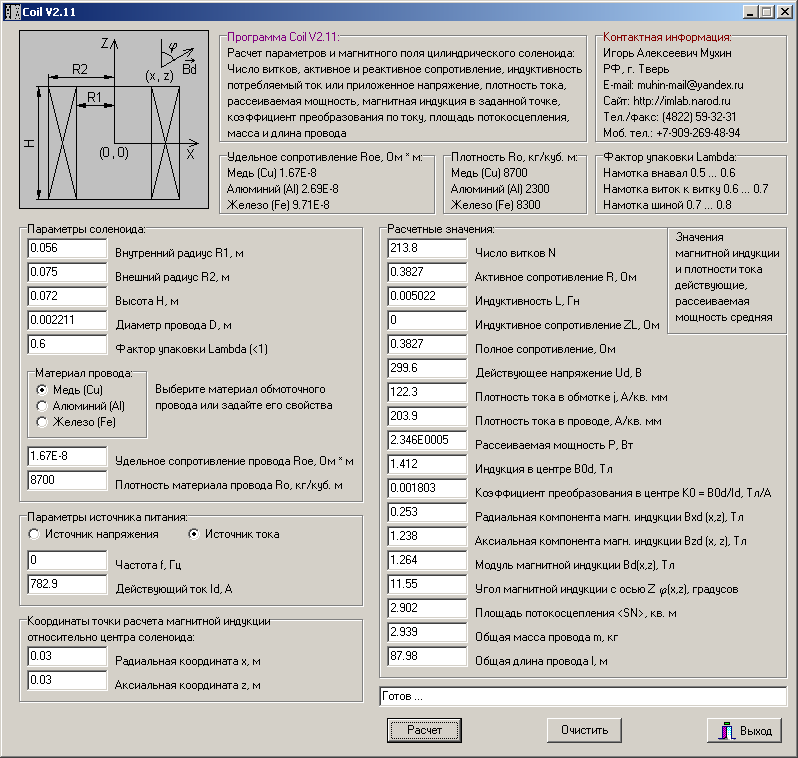 Coil V2.11
Z
φ
Bd
(x, z)
R2
R1
H
(0, 0)
X
Программа Coil V2.11:
Расчет параметров и магнитного поля цилиндрического соленоида:
Число витков, активное и реактивное сопротивление, индуктивность
потребляемый ток или приложенное напряжение, плотность тока,
рассеиваемая мощность, магнитная индукция в заданной точке,
коэффициент преобразования по току, площадь потокосцепления,
масса и длина провода
Контактная информация:
Игорь Алексеевич Мухин
РФ, г. Тверь
E-mail: muhin-mail@yandex.ru
Сайт: http://imlab.narod.ru
Тел./факс: (4822) 59-32-31
Моб. тел.: +7-909-269-48-94
Удельное сопротивление Roe, Ом * м:
Медь (Cu) 1.67E-8
Алюминий (Al) 2.69E-8
Железо (Fe) 9.71E-8
Плотность Ro, кг/куб. м:
Медь (Cu) 8700
Алюминий (Al) 2300
Железо (Fe) 8300
Фактор упаковки Lambda:
Намотка внавал 0.5 ... 0.6
Намотка виток к витку 0.6 ... 0.7
Намотка шиной 0.7 ... 0.8
Параметры соленоида:
0.056 Внутренний радиус R1, м
0.075 Внешний радиус R2, м
0.072 Высота H, м
0.002211 Диаметр провода D, м
0.6 Фактор упаковки Lambda (<1)
Материал провода:
Медь (Cu)
Алюминий (Al)
Железо (Fe)
Выберите материал обмоточного
провода или задайте его свойства
1.67E-8 Удельное сопротивление провода Roe, Ом * м
8700 Плотность материала провода Ro, кг/куб. м
Параметры источника питания:
Источник напряжения Источник тока
0 Частота f, Гц
782.9 Действующий ток Id, А
Координаты точки расчета магнитной индукции
относительно центра соленоида:
0.03 Радиальная координата x, м
0.03 Аксиальная координата z, м
Расчетные значения:
213.8 Число витков N
0.3827 Активное сопротивление R, Ом
0.005022 Индуктивность L, Гн
0 Индуктивное сопротивление ZL, Ом
0.3827 Полное сопротивление, Ом
299.6 Действующее напряжение Ud, В
122.3 Плотность тока в обмотке j, А/кв. мм
203.9 Плотность тока в проводе, А/кв. мм
2.346E0005 Рассеиваемая мощность P, Вт
1.412 Индукция в центре B0d, Тл
0.001803 Коэффициент преобразования в центре K0 = B0d/Id, Тл/А
0.253 Радиальная компонента магн. индукции Bxd (x,z), Тл
1.238 Аксиальная компонента магн. индукции Bzd (x, z), Тл
1.264 Модуль магнитной индукции Bd(x,z), Тл
11.55 Угол магнитной индукции с осью Z φ(x,z), градусов
2.902 Площадь потокосцепления <SN>, кв. м
2.939 Общая масса провода m, кг
87.98 Общая длина провода l, м
Значения
магнитной индукции
и плотности тока
действующие,
рассеиваемая
мощность средняя
Готов ...
Расчет
Очистить
Выход